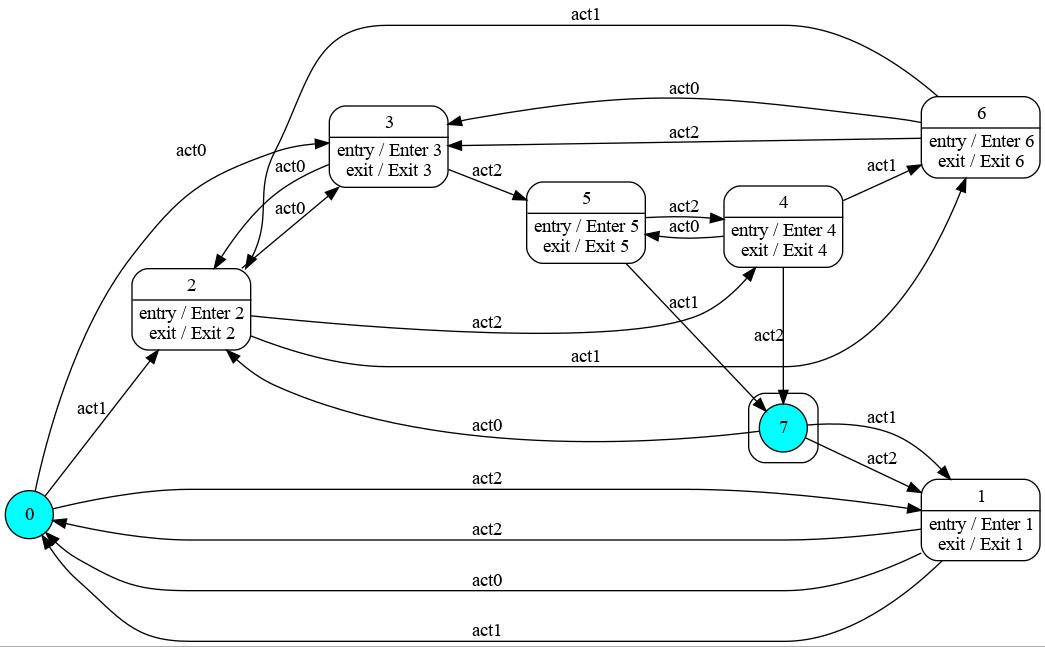 act1
act0
6
entry / Enter 6
exit / Exit 6
3
entry / Enter 3
exit / Exit 3
act2
act0
act0
act2
act1
act0
5
entry / Enter 5
exit / Exit 5
act2
act0
4
entry / Enter 4
exit / Exit 4
2
entry / Enter 2
exit / Exit 2
act1
act2
act2
act1
act1
act0
7
act1
act2
act2
1
entry / Enter 1
exit / Exit 1
0
act2
act0
act1